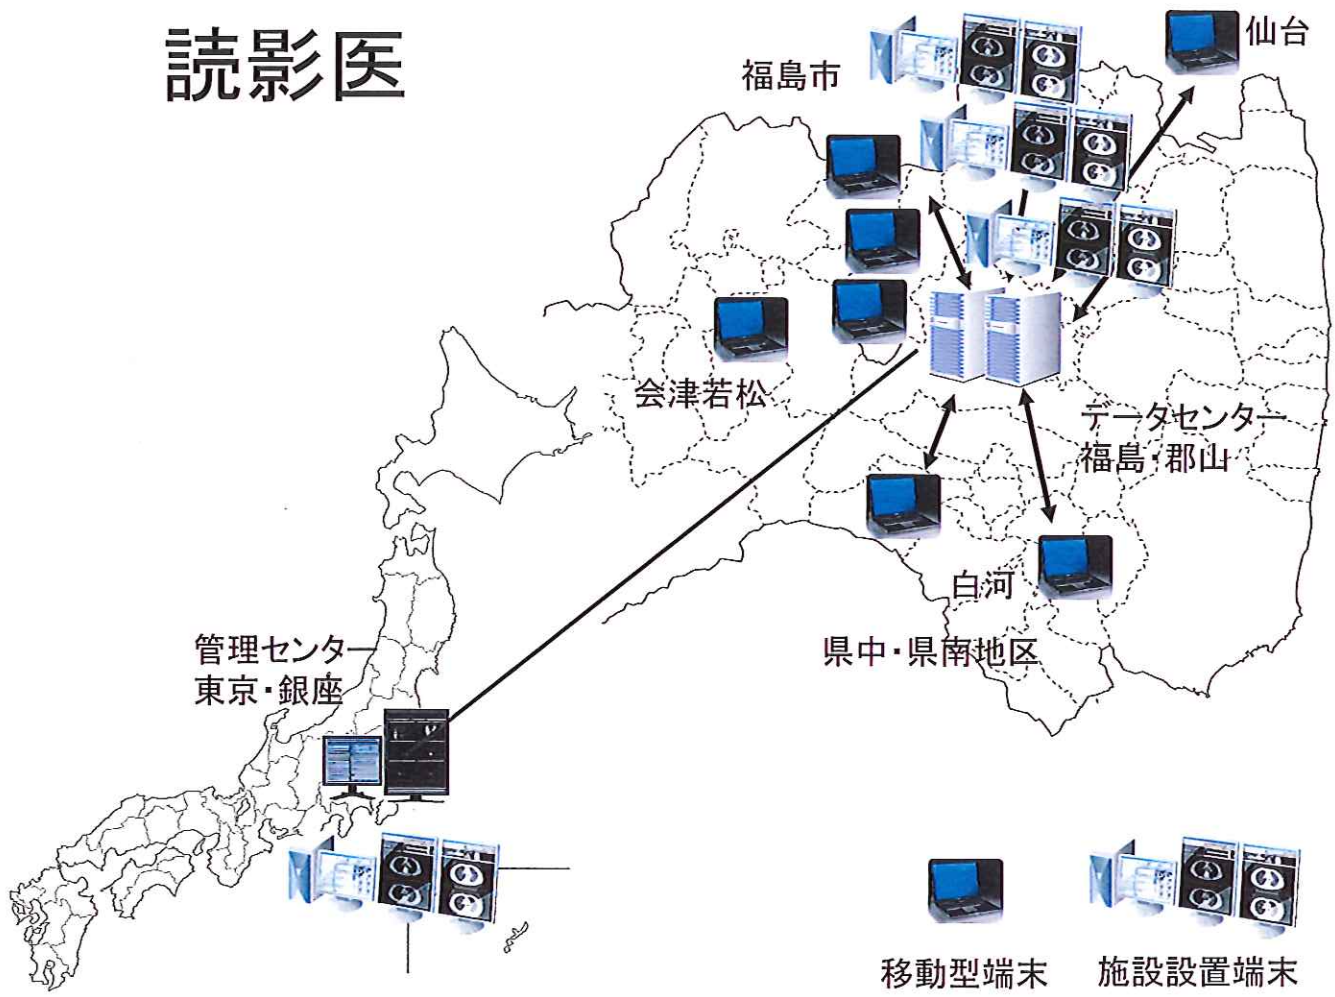 読影医
仙台
福島市
会津若松
データセンター
福島・郡山
白河
県中・県南地区
管理センター
東京・銀座
移動型端末
施設設置端末